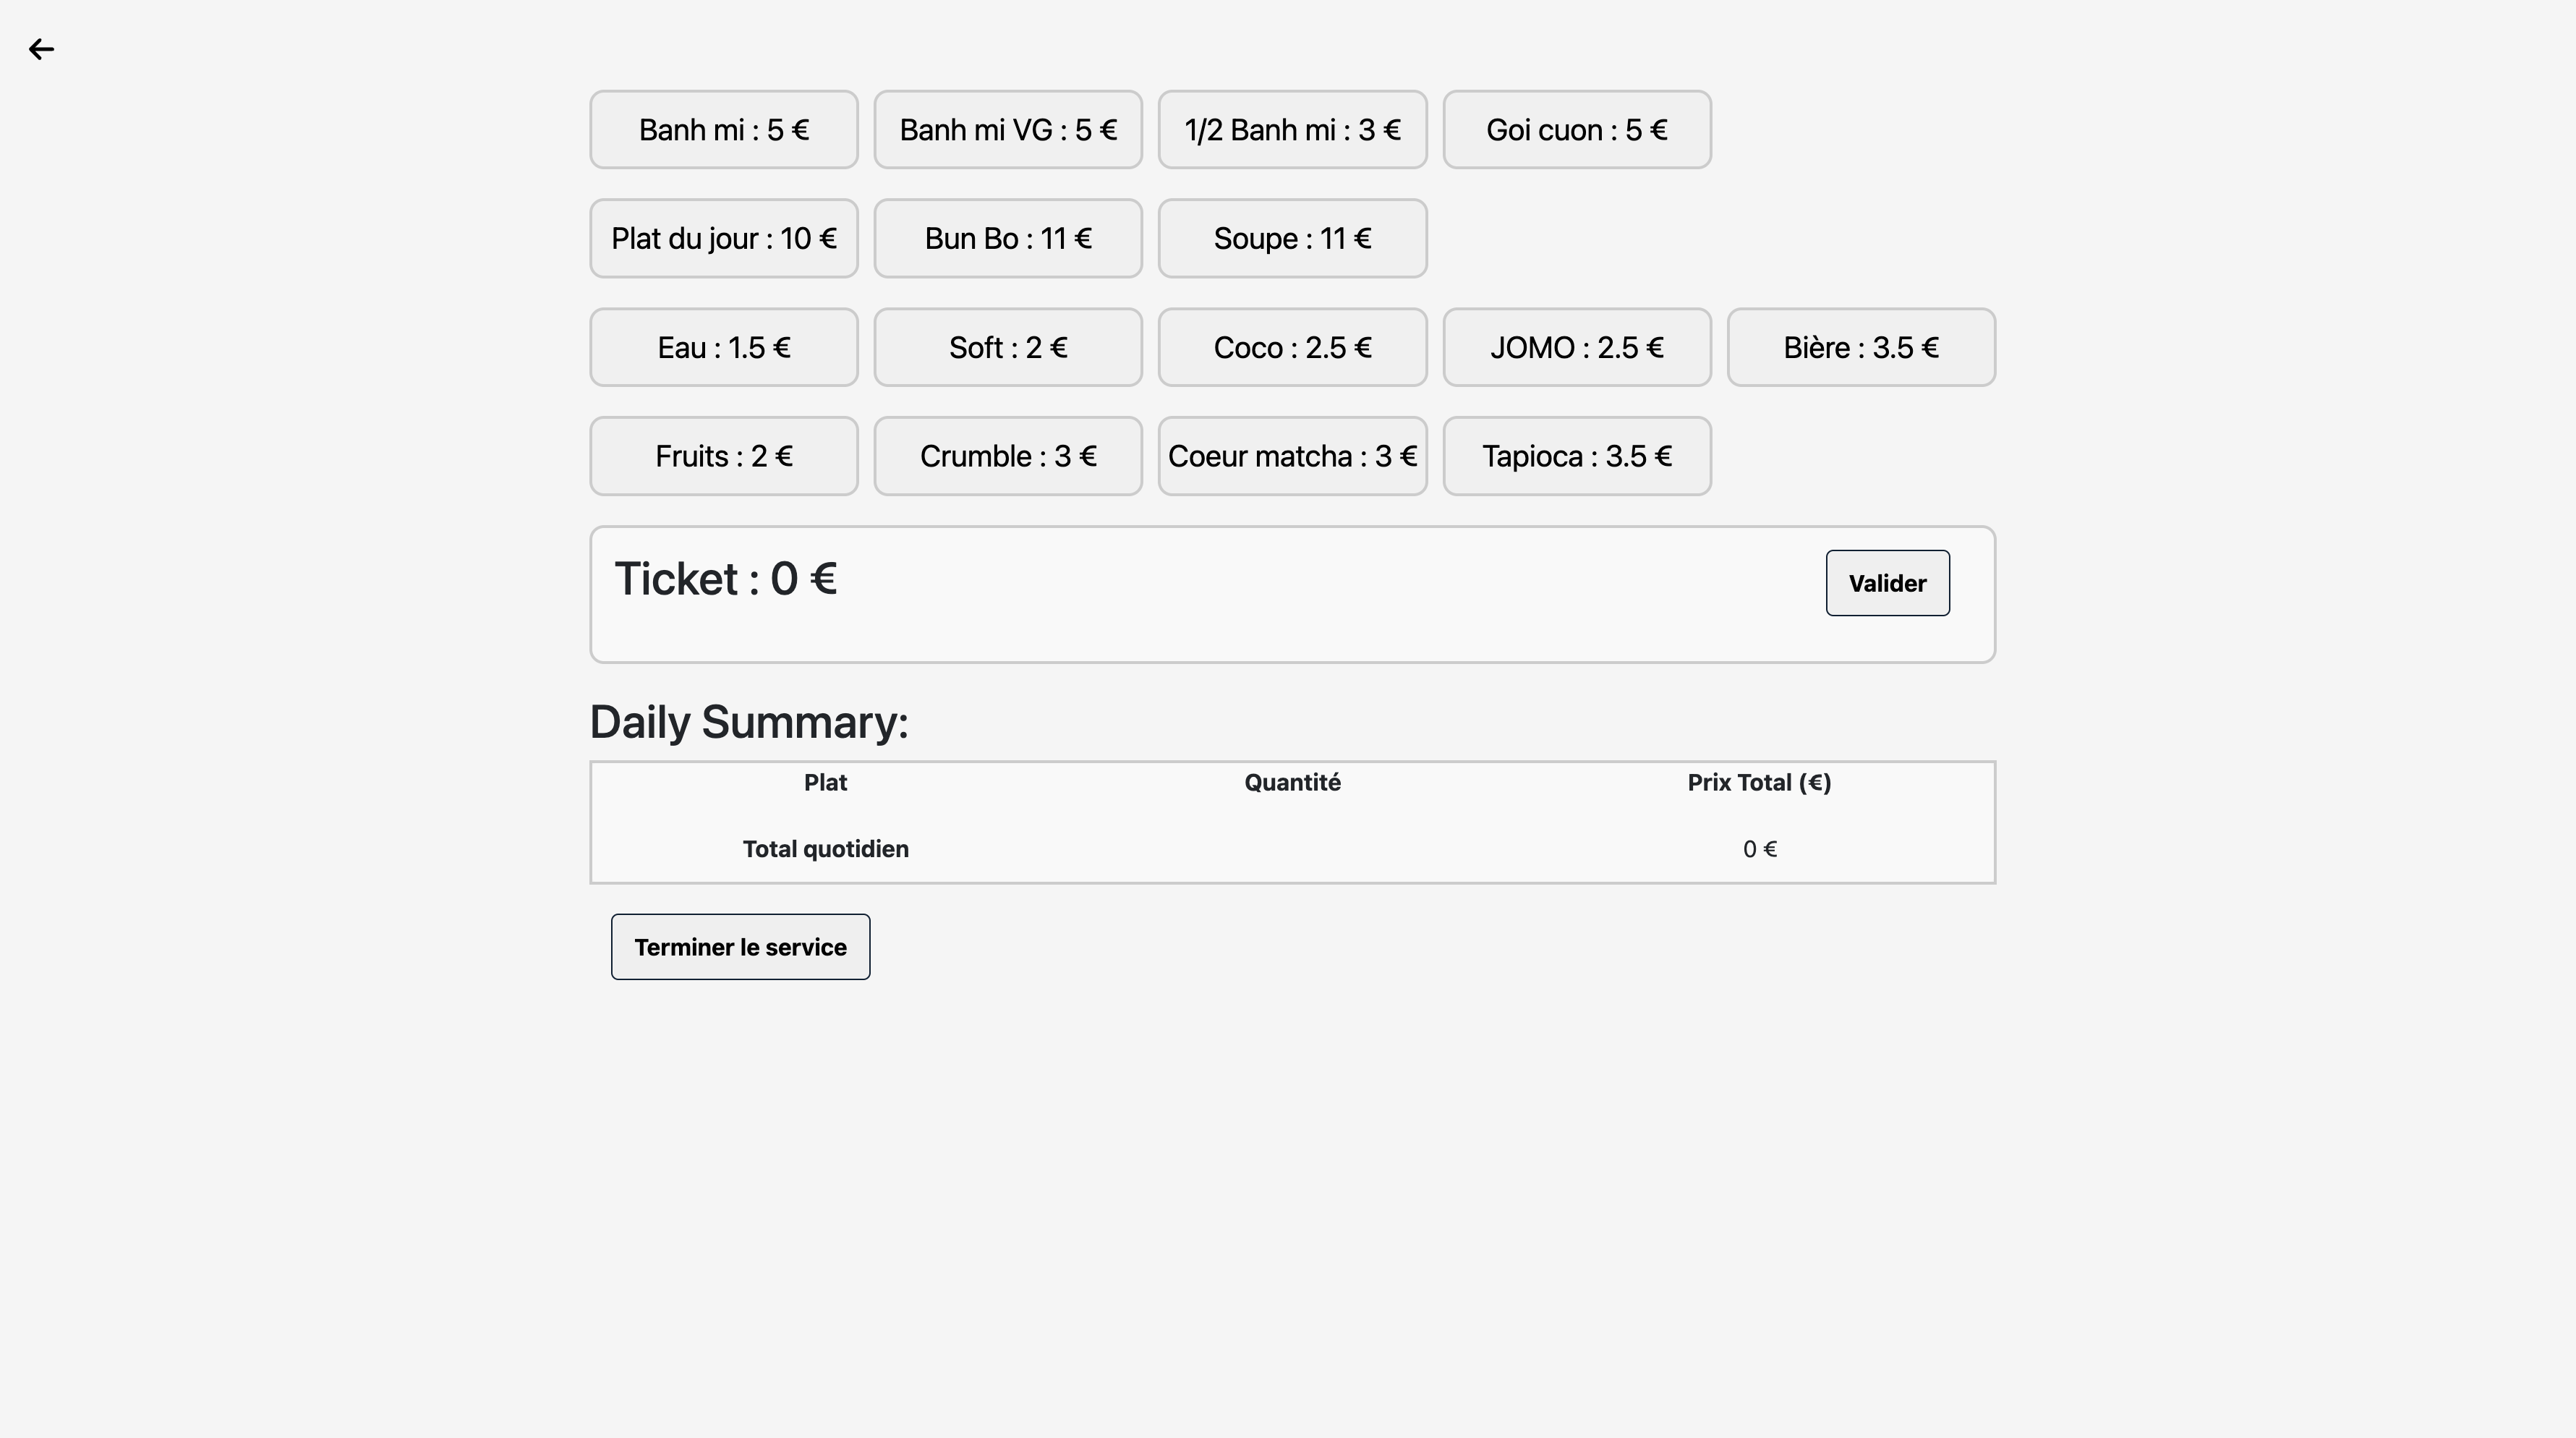 Banh mi : 5 € Banh mi VG : 5 € 1/2 Banh mi : 3 € Goi cuon : 5 €
Plat du jour : 10 € Bun Bo : 11 € Soupe : 11 €
Eau : 1.5 € Soft : 2 € Coco : 2.5 € JOMO : 2.5 € Bière : 3.5 €
Fruits : 2 € Crumble : 3 € Coeur matcha : 3 € Tapioca : 3.5 €
Ticket : 0 € Valider
Daily Summary:
Plat Quantité Prix Total (€)
Total quotidien 0 €
Terminer le service